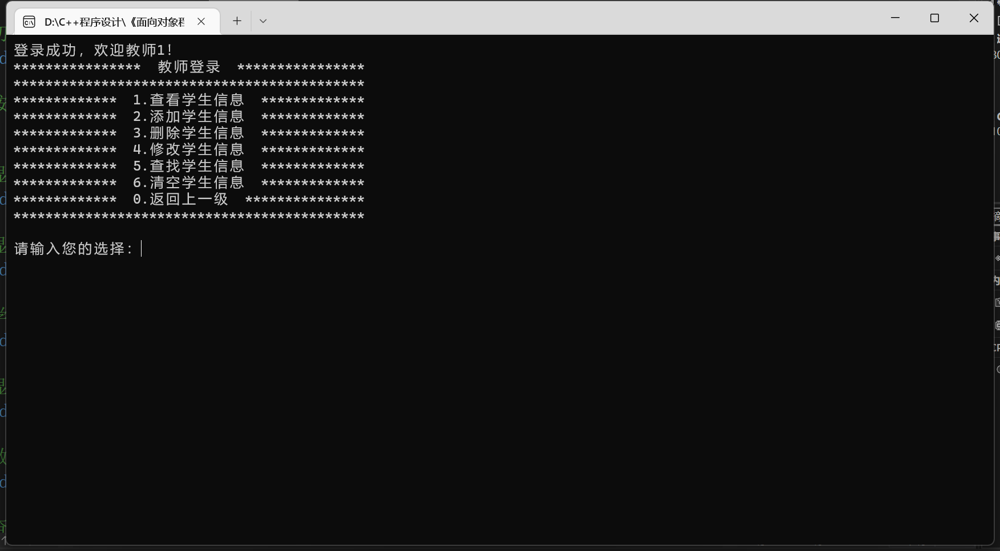 D:\C++程序设计\《面向对象程
登录成功，欢迎教师1！
****************  教师登录  ****************
********************************************
*************  1.查看学生信息  *************
*************  2.添加学生信息  *************
*************  3.删除学生信息  *************
*************  4.修改学生信息  *************
*************  5.查找学生信息  *************
*************  6.清空学生信息  *************
*************  0.返回上一级  ***************
********************************************
请输入您的选择：